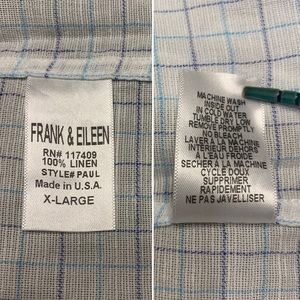 FRANK & EILEEN
RN# 117409
100% LINEN
STYLE# PAUL
Made in U.S.A.
X-LARGE
MACHINE WASH
INSIDE OUT
IN COLD WATER
TUMBLE DRY LOW
REMOVE PROMPTLY
NO BLEACH
LAVER A LA MACHINE
INTERIEUR DEHORS
A L'EAU FROIDE
SECHER A LA MACHINE
CYCLE DOUX
SUPPRIMER
RAPIDEMENT
NE PAS JAVELLISER